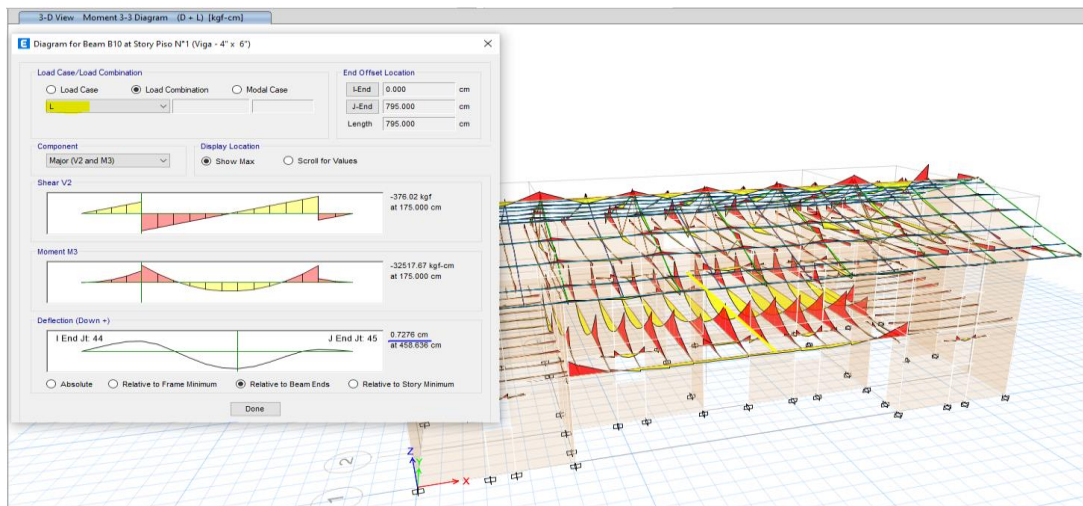 3-D View Moment 3-3 Diagram (D + L) [kgf-cm]
Diagram for Beam B10 at Story Piso N°1 (Viga - 4" x 6")
Load Case/Load Combination
Load Case
Load Combination
Modal Case
L
End Offset Location
I-End 0.000 cm
J-End 795.000 cm
Length 795.000 cm
Component
Major (V2 and M3)
Display Location
Show Max
Scroll for Values
Shear V2
-376.02 kgf
at 175.000 cm
Moment M3
-32517.67 kgf-cm
at 175.000 cm
Deflection (Down +)
I End Jt: 44
J End Jt: 45
0.7276 cm
at 458.636 cm
Absolute
Relative to Frame Minimum
Relative to Beam Ends
Relative to Story Minimum
Done
Z
Y
X
2
1